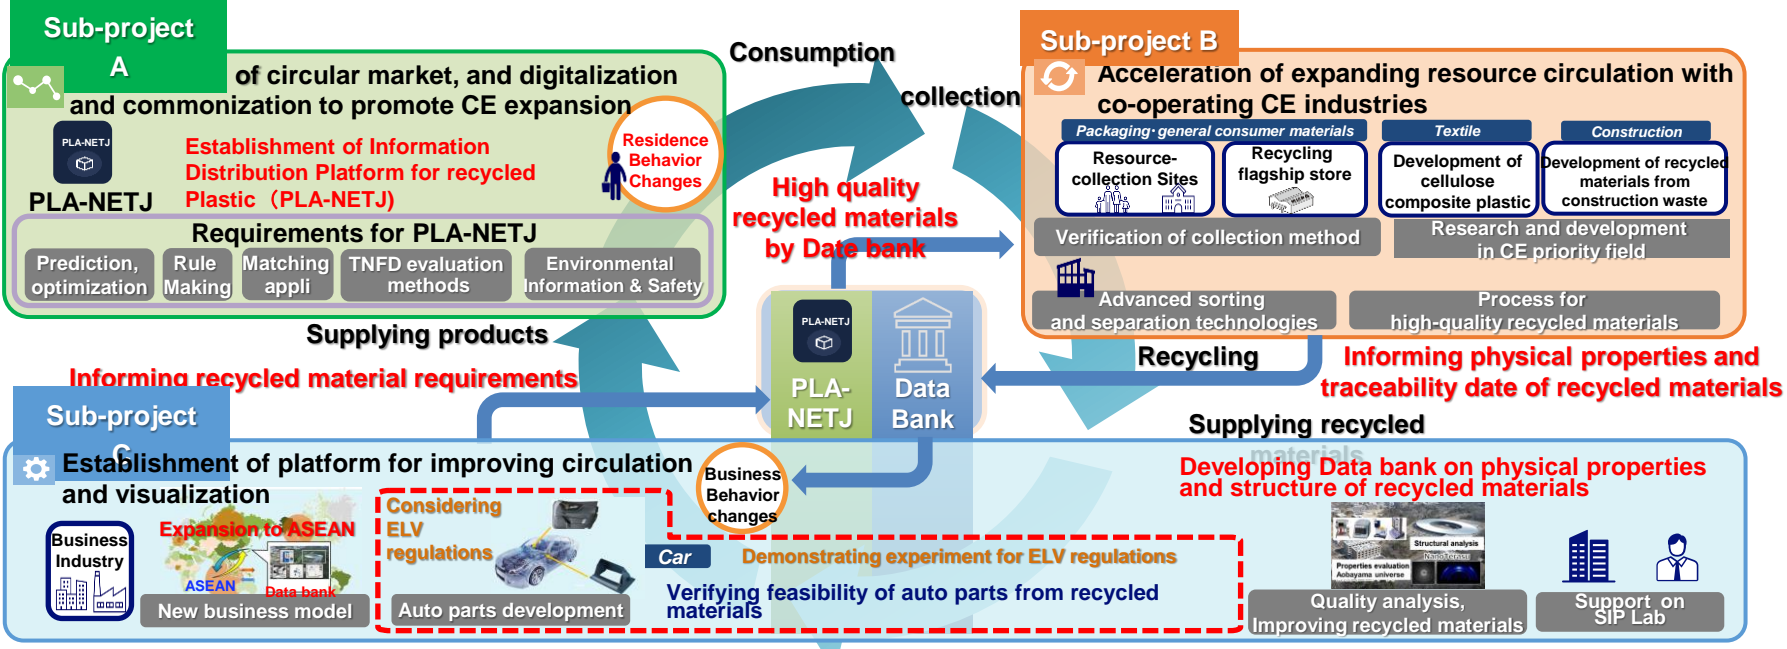 Sub-project
A
of circular market, and digitalization
and commonization to promote CE expansion
PLA-NETJ
PLA-NETJ
Establishment of Information
Distribution Platform for recycled
Plastic（PLA-NETJ)
Residence
Behavior
Changes
Requirements for PLA-NETJ
Prediction,
optimization
Rule
Making
Matching
appli
TNFD evaluation
methods
Environmental
Information & Safety
Consumption
collection
High quality
recycled materials
by Date bank
Supplying products
Informing recycled material requirements
PLA-NETJ
PLA-
NETJ
Data
Bank
Sub-project B
Acceleration of expanding resource circulation with
co-operating CE industries
Packaging・general consumer materials
Textile
Construction
Resource-
collection Sites
Recycling
flagship store
Development of
cellulose
composite plastic
Development of recycled
materials from
construction waste
Verification of collection method
Research and development
in CE priority field
Advanced sorting
and separation technologies
Process for
high-quality recycled materials
Recycling
Informing physical properties and
traceability date of recycled materials
Supplying recycled
materials
Sub-project
C
Establishment of platform for improving circulation
and visualization
Business
Industry
Expansion to ASEAN
ASEAN
Data bank
New business model
Considering
ELV
regulations
Auto parts development
Business
Behavior
changes
Car
Demonstrating experiment for ELV regulations
Verifying feasibility of auto parts from recycled
materials
Developing Data bank on physical properties
and structure of recycled materials
Structural analysis
NanoTerasu
Properties evaluation
Aobayama universe
Quality analysis,
Improving recycled materials
Support on
SIP Lab